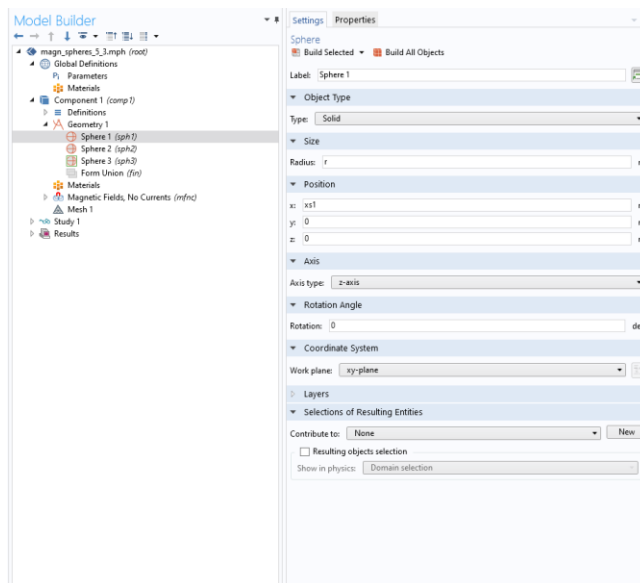 Model Builder
magn_spheres_5_3.mph (root)
Global Definitions
Pi Parameters
Materials
Component 1 (comp1)
Definitions
Geometry 1
Sphere 1 (sph1)
Sphere 2 (sph2)
Sphere 3 (sph3)
Form Union (fin)
Materials
Magnetic Fields, No Currents (mfnc)
Mesh 1
Study 1
Results
Settings Properties
Sphere
Build Selected Build All Objects
Label: Sphere 1
Object Type
Type: Solid
Size
Radius: r
Position
x: xs1
y: 0
z: 0
Axis
Axis type: z-axis
Rotation Angle
Rotation: 0 de
Coordinate System
Work plane: xy-plane
Layers
Selections of Resulting Entities
Contribute to: None New
Resulting objects selection
Show in physics: Domain selection